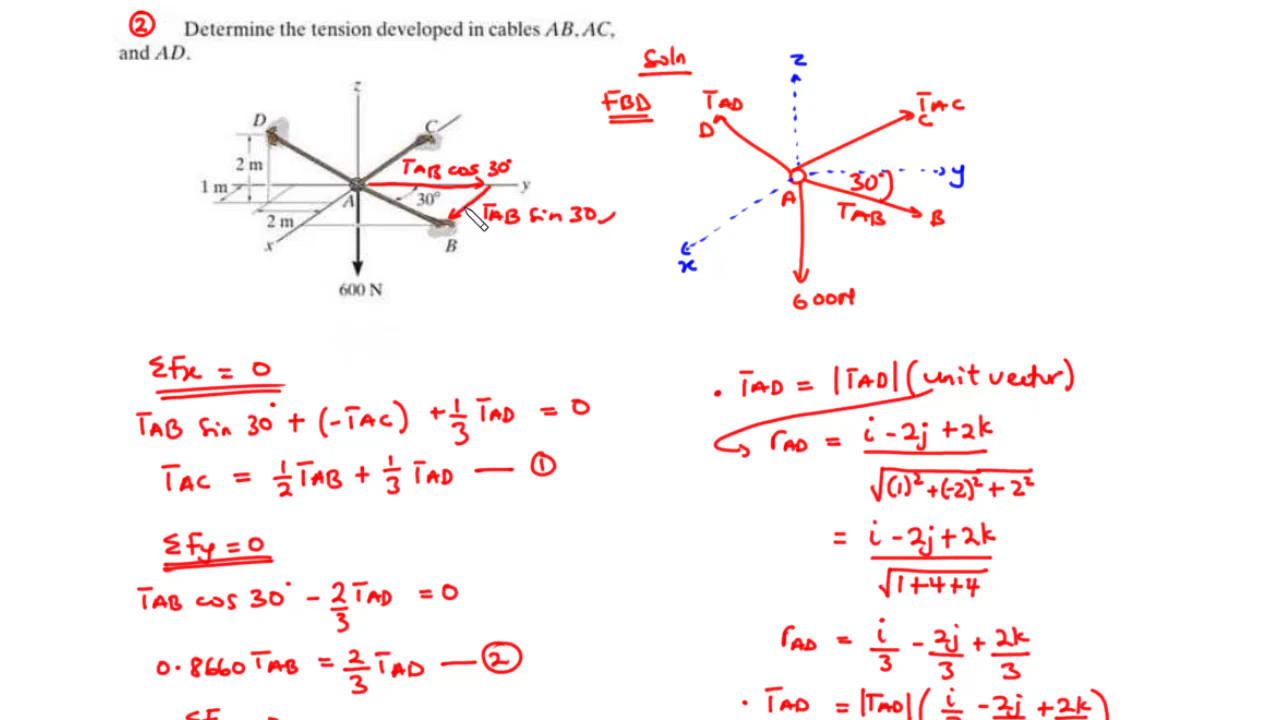 ② Determine the tension developed in cables AB, AC,
and AD.
Soln
FBD
z
D
C
2 m
1 m
A
30°
y
2 m
x
B
600 N
TAB cos 30°
TAB sin 30
z
TAD
D
TAC
C
y
30°
A
TAB
B
x
600N
ΣFx = 0
TAB sin 30° + (-TAC) + 1/3 TAD = 0
TAC = 1/2 TAB + 1/3 TAD — ①
ΣFy = 0
TAB cos 30° - 2/3 TAD = 0
0.8660 TAB = 2/3 TAD — ②
• TAD = |TAD| (unit vector)
rAD = i - 2j + 2k / √(1)² + (-2)² + 2²
= i - 2j + 2k / √1+4+4
rAD = i/3 - 2j/3 + 2k/3
• TAD = |TAD| ( i - 2j + 2k )